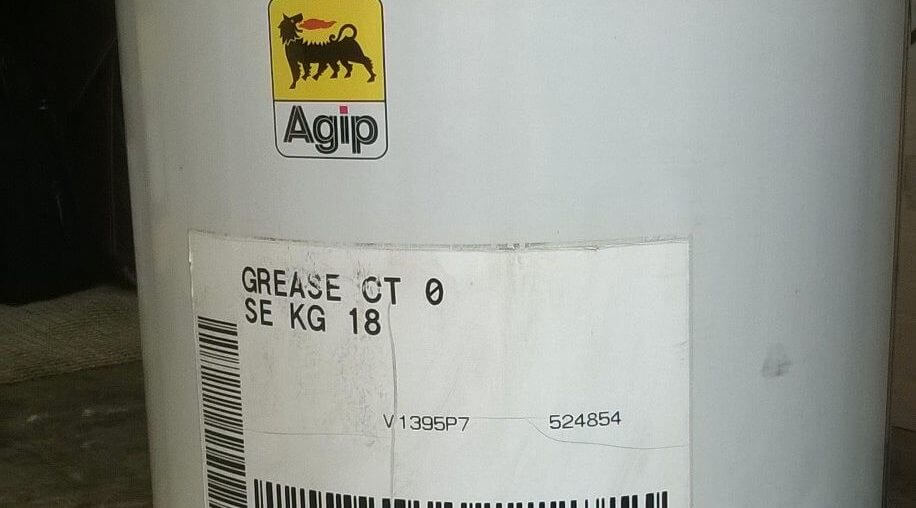 Agip
GREASE CT 0
SE KG 18
V1395P7 524854